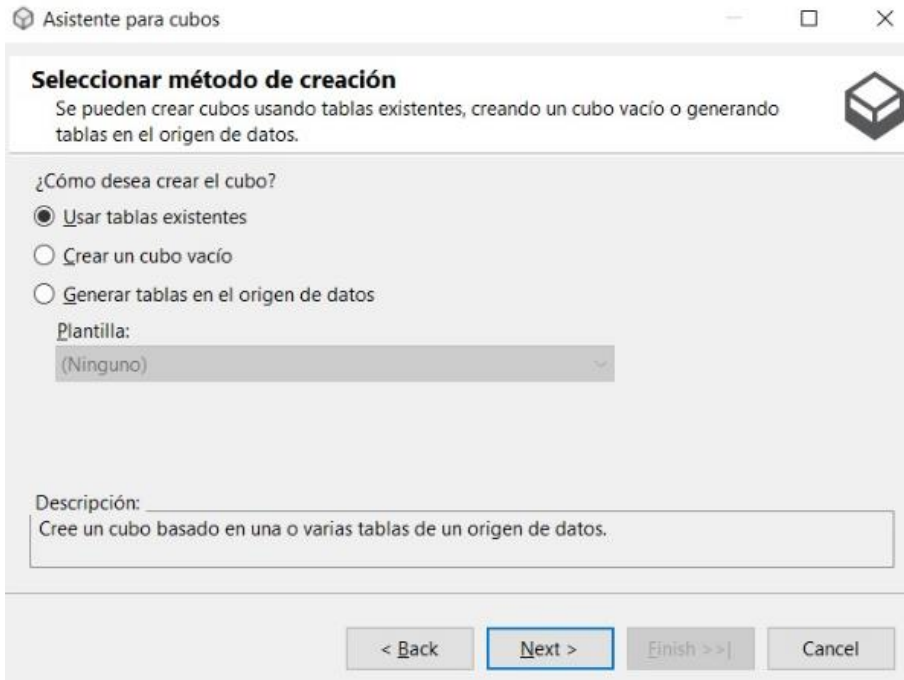 Asistente para cubos
Seleccionar método de creación
Se pueden crear cubos usando tablas existentes, creando un cubo vacío o generando
tablas en el origen de datos.
¿Cómo desea crear el cubo?
Usar tablas existentes
Crear un cubo vacío
Generar tablas en el origen de datos
Plantilla:
(Ninguno)
Descripción:
Cree un cubo basado en una o varias tablas de un origen de datos.
< Back Next > Finish >>| Cancel